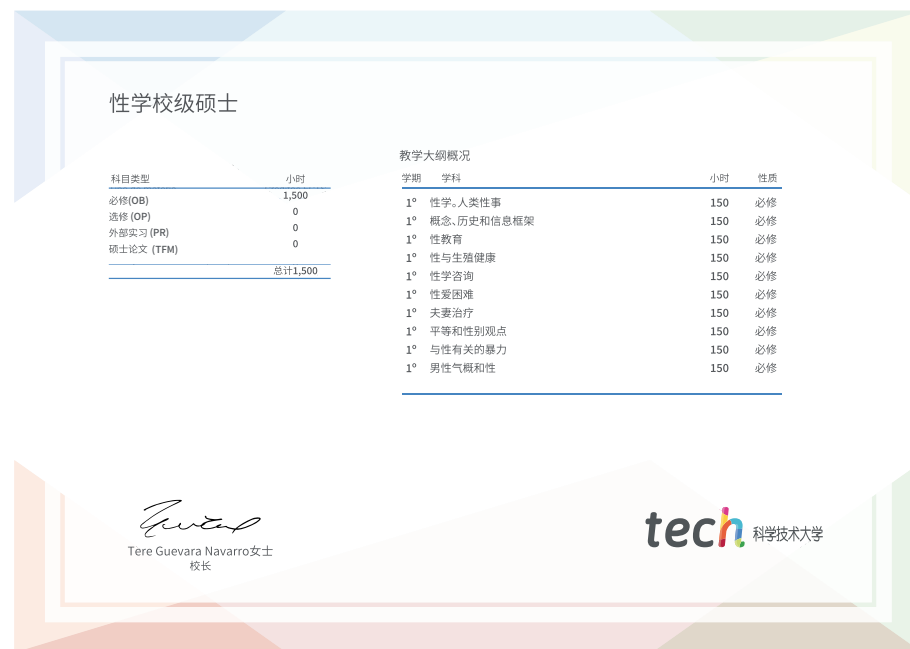 性学校级硕士
科目类型 小时
必修(OB) 1,500
选修 (OP) 0
外部实习 (PR) 0
硕士论文 (TFM) 0
总计1,500
教学大纲概况
学期 学科 小时 性质
1º 性学。人类性事 150 必修
1º 概念、历史和信息框架 150 必修
1º 性教育 150 必修
1º 性与生殖健康 150 必修
1º 性学咨询 150 必修
1º 性爱困难 150 必修
1º 夫妻治疗 150 必修
1º 平等和性别观点 150 必修
1º 与性有关的暴力 150 必修
1º 男性气概和性 150 必修
Tere Guevara Navarro女士
校长
tech 科学技术大学